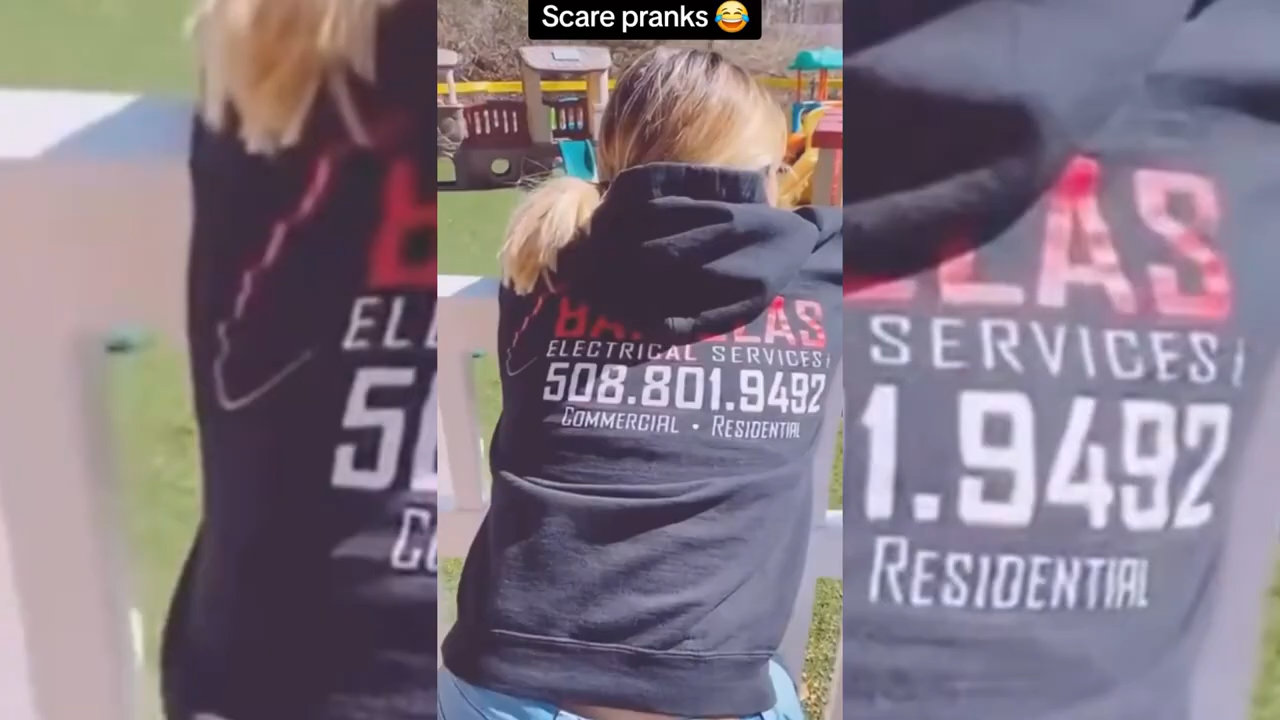 Scare pranks 😂
ELECTRICAL SERVICES
508.801.9492
COMMERCIAL • RESIDENTIAL